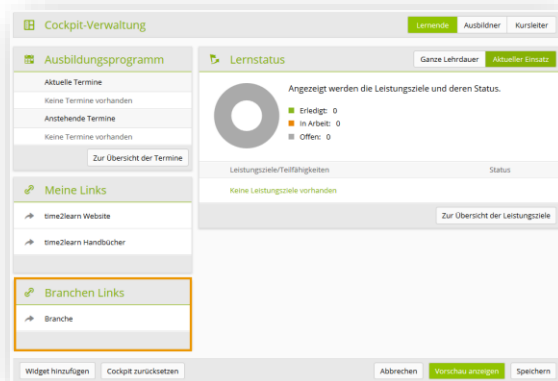 Cockpit-Verwaltung
Lernende Ausbildner Kursleiter
Ausbildungsprogramm
Aktuelle Termine
Keine Termine vorhanden
Anstehende Termine
Keine Termine vorhanden
Zur Übersicht der Termine
Meine Links
time2learn Website
time2learn Handbücher
Branchen Links
Branche
Lernstatus
Ganze Lehrdauer Aktueller Einsatz
Angezeigt werden die Leistungsziele und deren Status.
Erledigt: 0
In Arbeit: 0
Offen: 0
Leistungsziele/Teilfähigkeiten Status
Keine Leistungsziele vorhanden
Zur Übersicht der Leistungsziele
Widget hinzufügen Cockpit zurücksetzen Abbrechen Vorschau anzeigen Speichern